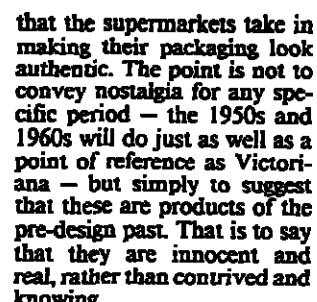 that the supermarkets take in
making their packaging look
authentic. The point is not to
convey nostalgia for any spe-
cific period — the 1950s and
1960s will do just as well as a
point of reference as Victori-
ana — but simply to suggest
that these are products of the
pre-design past. That is to say
that they are innocent and
real, rather than contrived and
knowing.